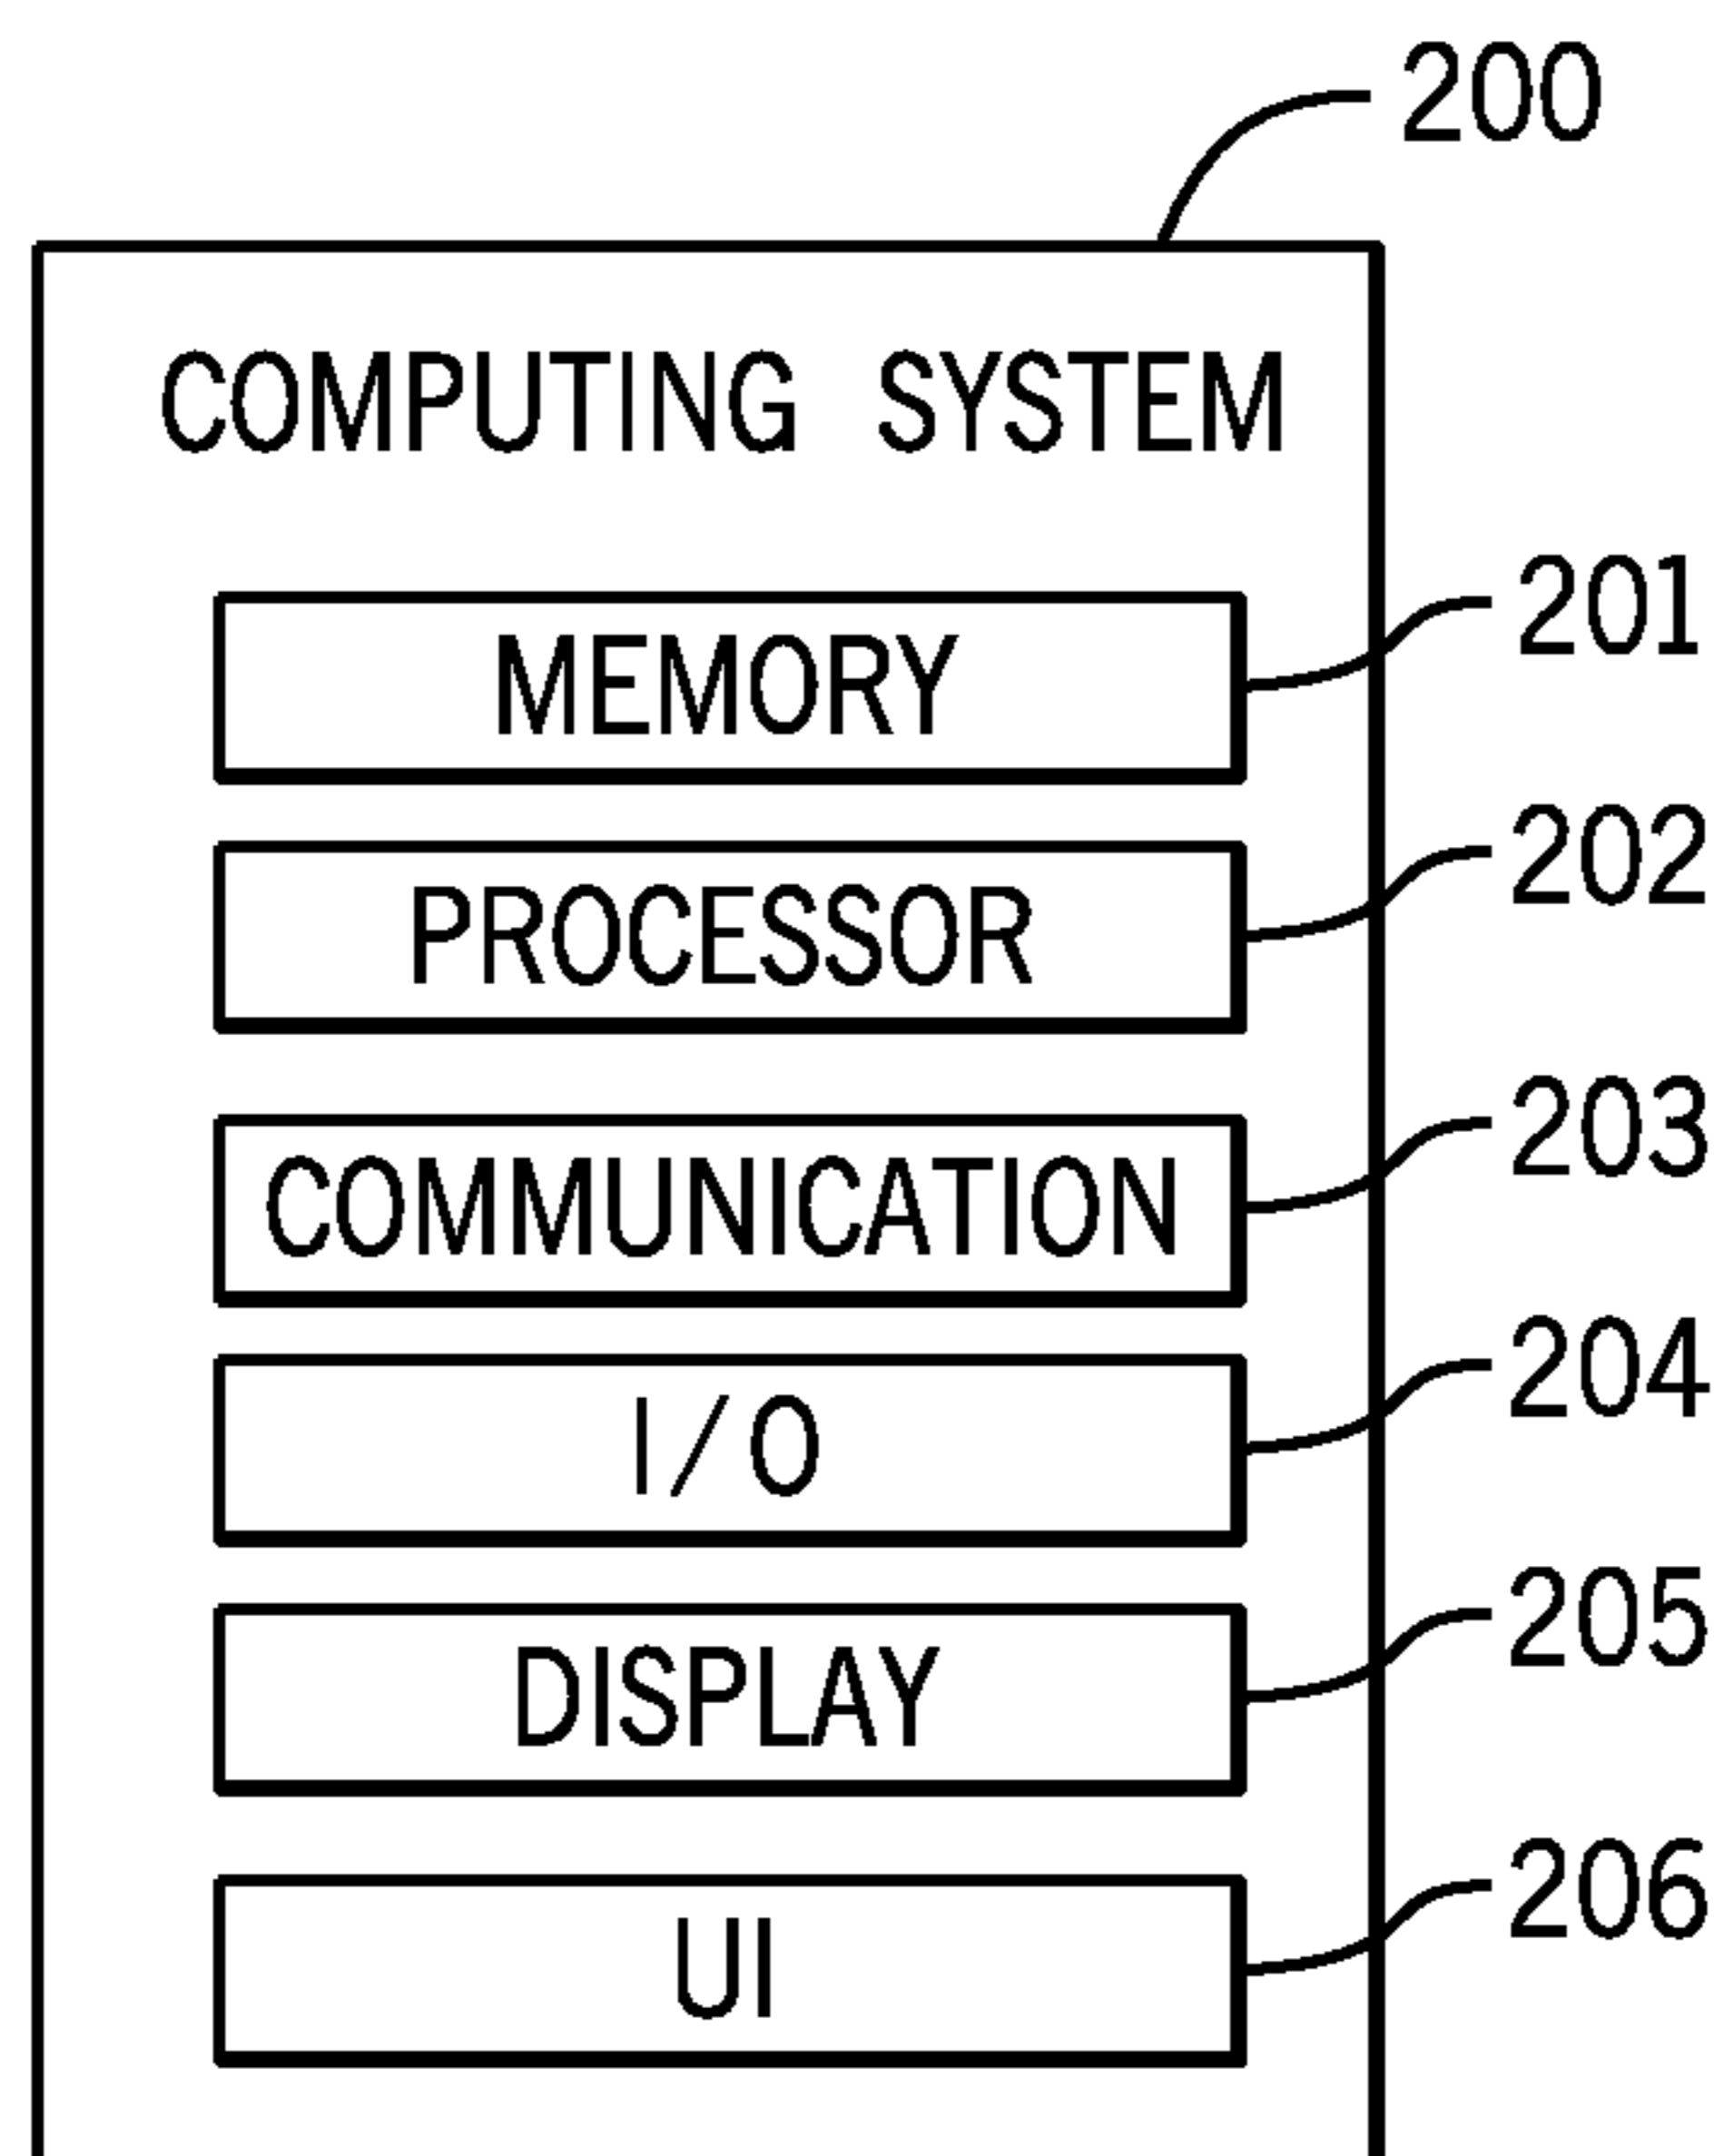 200
COMPUTING SYSTEM
201
MEMORY
202
PROCESSOR
203
COMMUNICATION
204
I/O
205
DISPLAY
206
UI